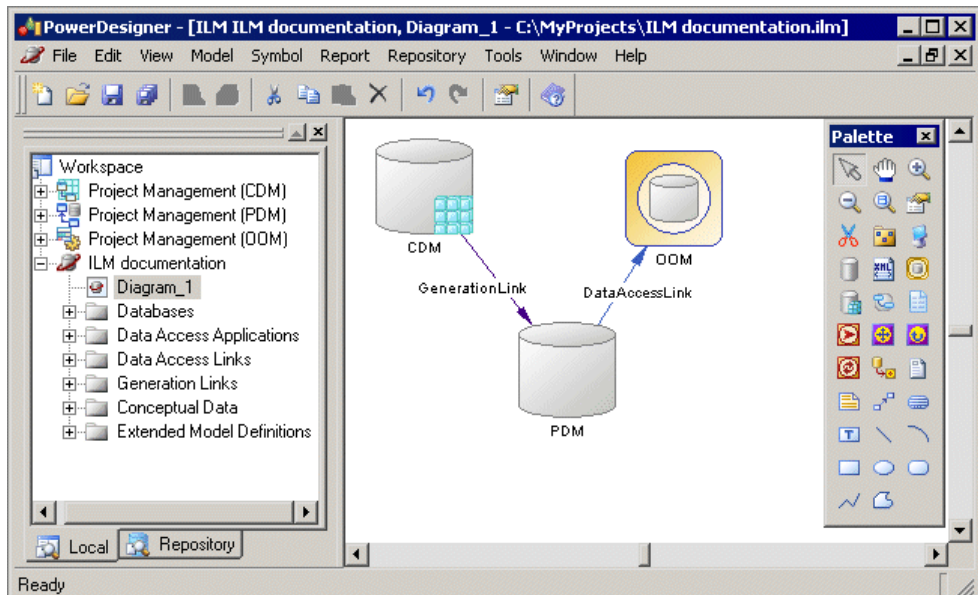 PowerDesigner - [ILM ILM documentation, Diagram_1 - C:\MyProjects\ILM documentation.ilm]
File Edit View Model Symbol Report Repository Tools Window Help
Workspace
Project Management (CDM)
Project Management (PDM)
Project Management (OOM)
ILM documentation
Diagram_1
Databases
Data Access Applications
Data Access Links
Generation Links
Conceptual Data
Extended Model Definitions
Local Repository
CDM
OOM
GenerationLink
DataAccessLink
PDM
Palette
XML
T
Ready